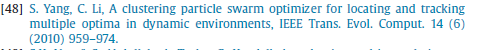 [48] S. Yang, C. Li, A clustering particle swarm optimizer for locating and tracking
multiple optima in dynamic environments, IEEE Trans. Evol. Comput. 14 (6)
(2010) 959–974.